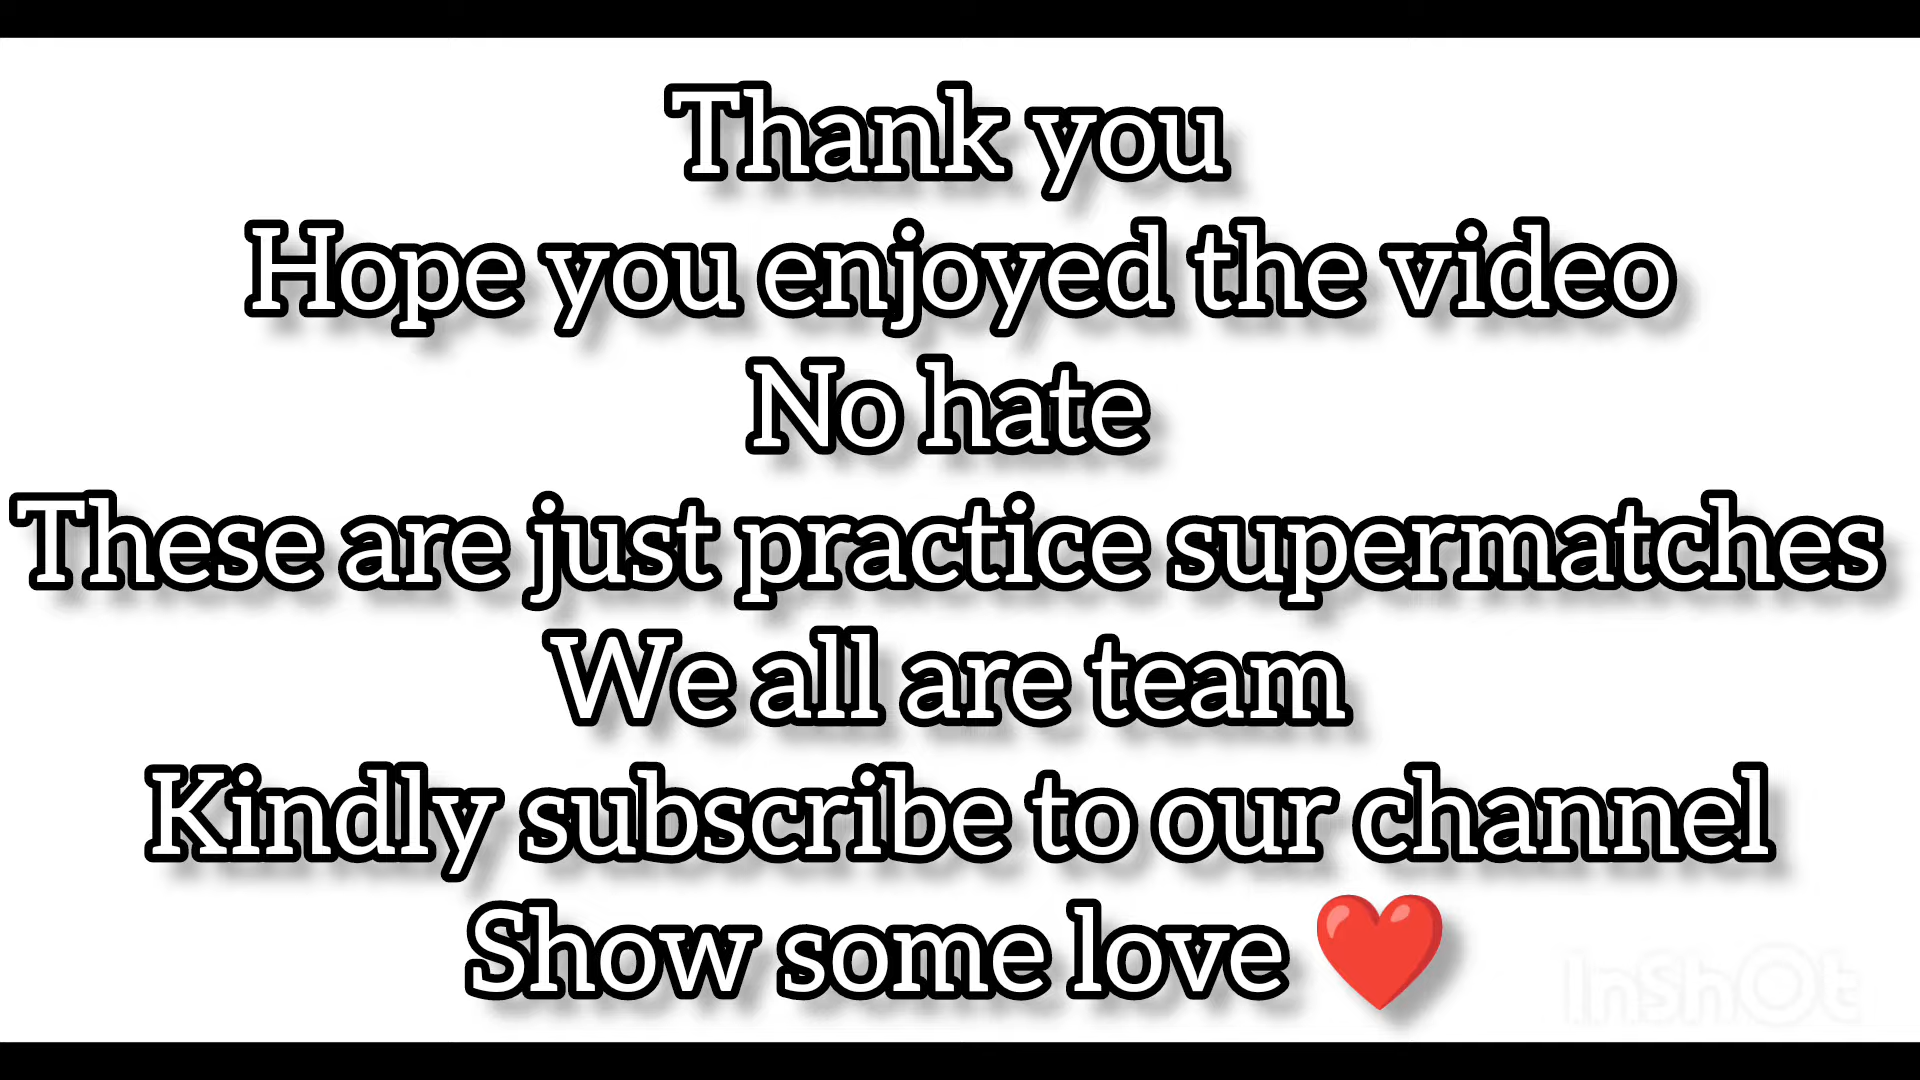 Thank you
Hope you enjoyed the video
No hate
These are just practice supermatches
We all are team
Kindly subscribe to our channel
Show some love ❤️
InShOt